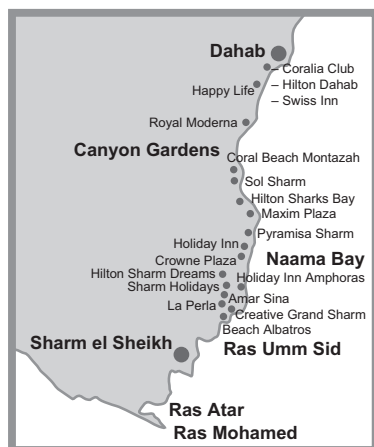 Dahab
– Coralia Club
– Hilton Dahab
– Swiss Inn
Happy Life
Royal Moderna
Canyon Gardens
Coral Beach Montazah
Sol Sharm
Hilton Sharks Bay
Maxim Plaza
Pyramisa Sharm
Holiday Inn
Crowne Plaza
Naama Bay
Hilton Sharm Dreams
Holiday Inn Amphoras
Sharm Holidays
Amar Sina
La Perla
Creative Grand Sharm
Beach Albatros
Sharm el Sheikh
Ras Umm Sid
Ras Atar
Ras Mohamed